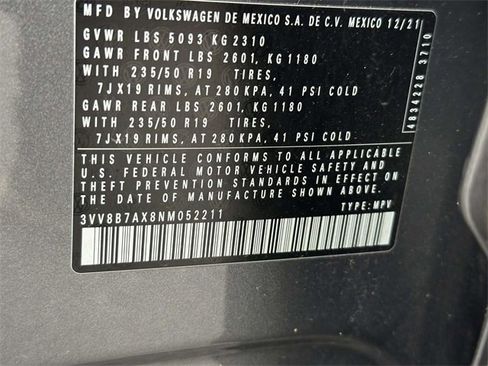 MFD BY VOLKSWAGEN DE MEXICO S.A. DE C.V. MEXICO 12/21
GVWR LBS 5093 KG 2310
GAWR FRONT LBS 2601, KG 1180
WITH 235/50 R19 TIRES,
7JX19 RIMS, AT 280 KPA, 41 PSI COLD
GAWR REAR LBS 2601, KG 1180
WITH 235/50 R19 TIRES,
7JX19 RIMS, AT 280 KPA, 41 PSI COLD
THIS VEHICLE CONFORMS TO ALL APPLICABLE
U.S. FEDERAL MOTOR VEHICLE SAFETY AND
THEFT PREVENTION STANDARDS IN EFFECT ON
THE DATE OF MANUFACTURE SHOWN ABOVE
3VV8B7AX8NM052211 TYPE: MPV
4834228 3710